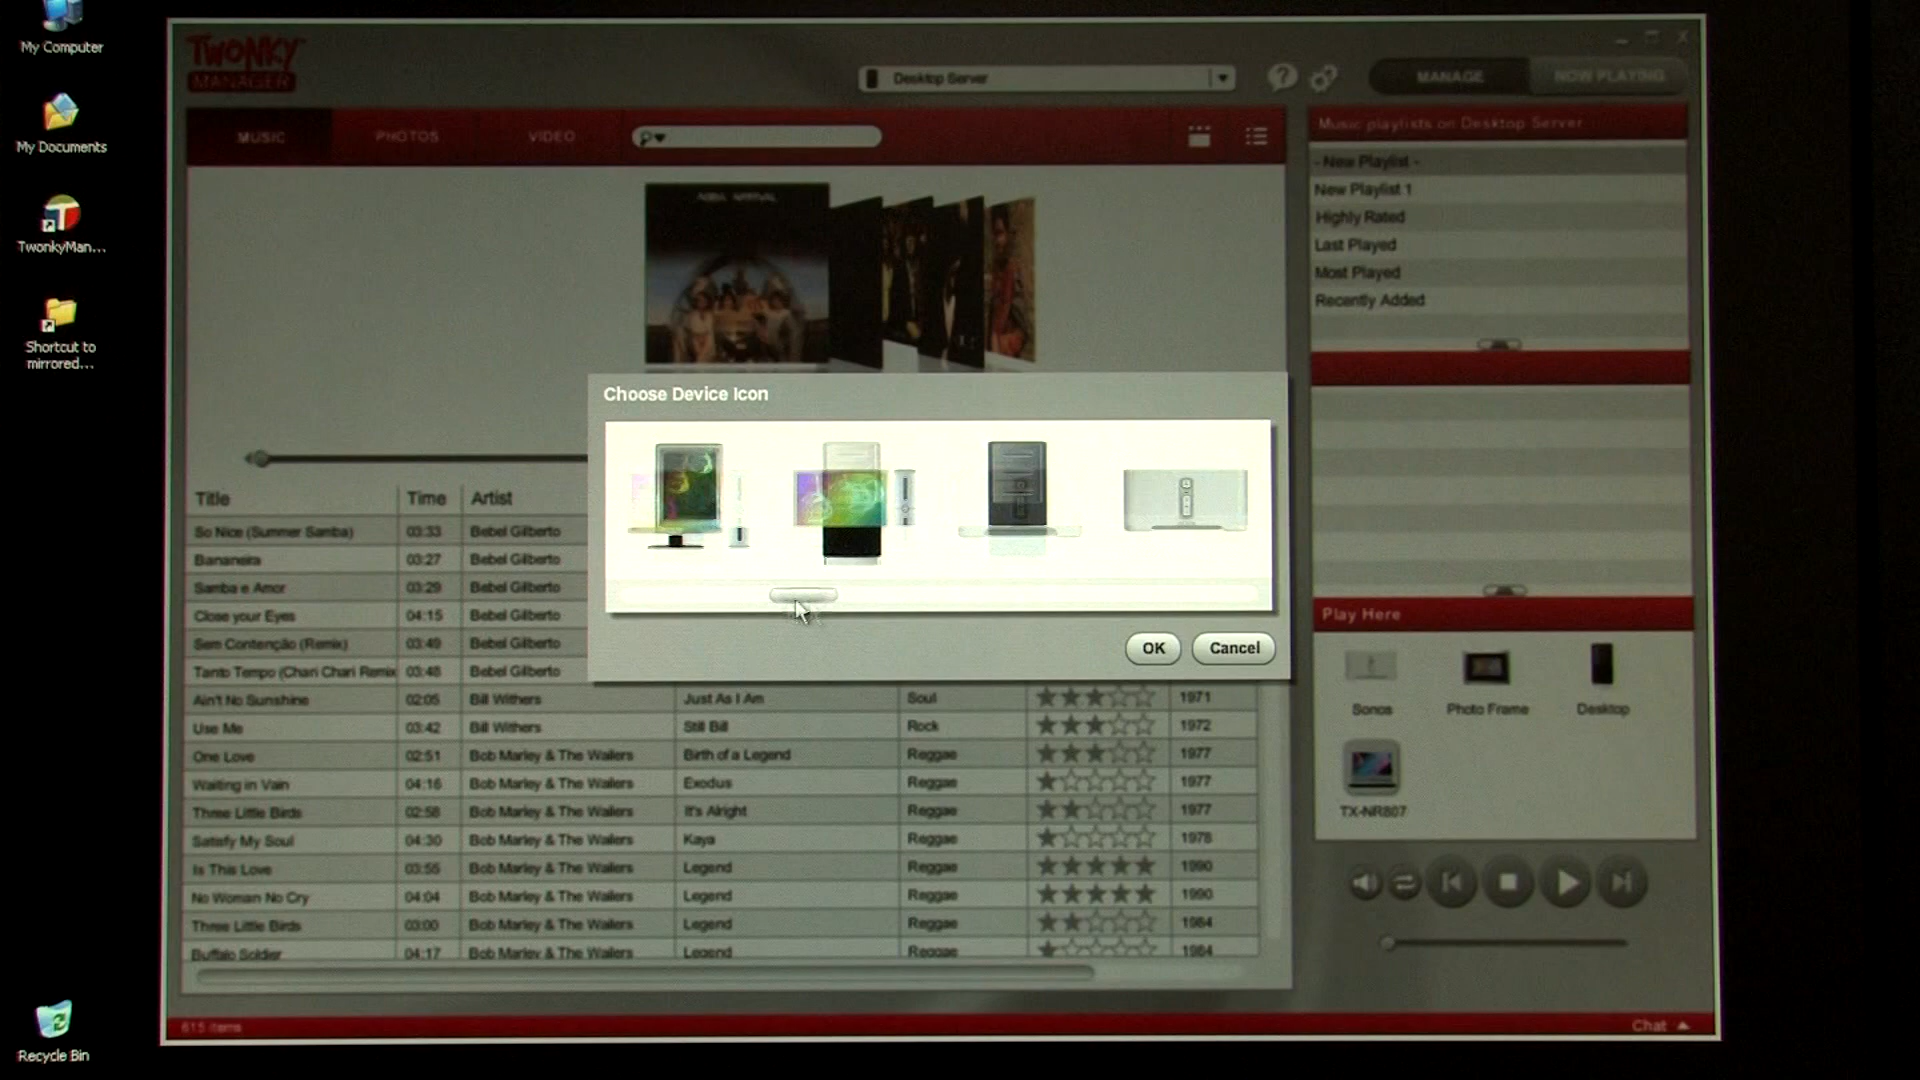 My Computer
My Documents
TwonkyMan...
Shortcut to
mirrored...
Recycle Bin
TWONKY
MANAGER
Desktop Server
?
MANAGE
NOW PLAYING
MUSIC
PHOTOS
VIDEO
Music playlists on Desktop Server
- New Playlist -
New Playlist 1
Highly Rated
Last Played
Most Played
Recently Added
ABBA ARRIVAL
Choose Device Icon
OK
Cancel
Title Time Artist
So Nice (Summer Samba) 03:33 Bebel Gilberto
Bananeira 03:27 Bebel Gilberto
Samba e Amor 03:29 Bebel Gilberto
Close your Eyes 04:15 Bebel Gilberto
Sem Contenção (Remix) 03:49 Bebel Gilberto
Tanto Tempo (Chari Chari Remix 03:48 Bebel Gilberto
Ain't No Sunshine 02:05 Bill Withers Just As I Am Soul 1971
Use Me 03:42 Bill Withers Still Bill Rock 1972
One Love 02:51 Bob Marley & The Wailers Birth of a Legend Reggae 1977
Waiting in Vain 04:16 Bob Marley & The Wailers Exodus Reggae 1977
Three Little Birds 02:58 Bob Marley & The Wailers It's Alright Reggae 1977
Satisfy My Soul 04:30 Bob Marley & The Wailers Kaya Reggae 1978
Is This Love 03:55 Bob Marley & The Wailers Legend Reggae 1990
No Woman No Cry 04:04 Bob Marley & The Wailers Legend Reggae 1990
Three Little Birds 03:00 Bob Marley & The Wailers Legend Reggae 1984
Buffalo Soldier 04:17 Bob Marley & The Wailers Legend Reggae 1984
Play Here
Sonos
Photo Frame
Desktop
TX-NR807
615 items
Chat